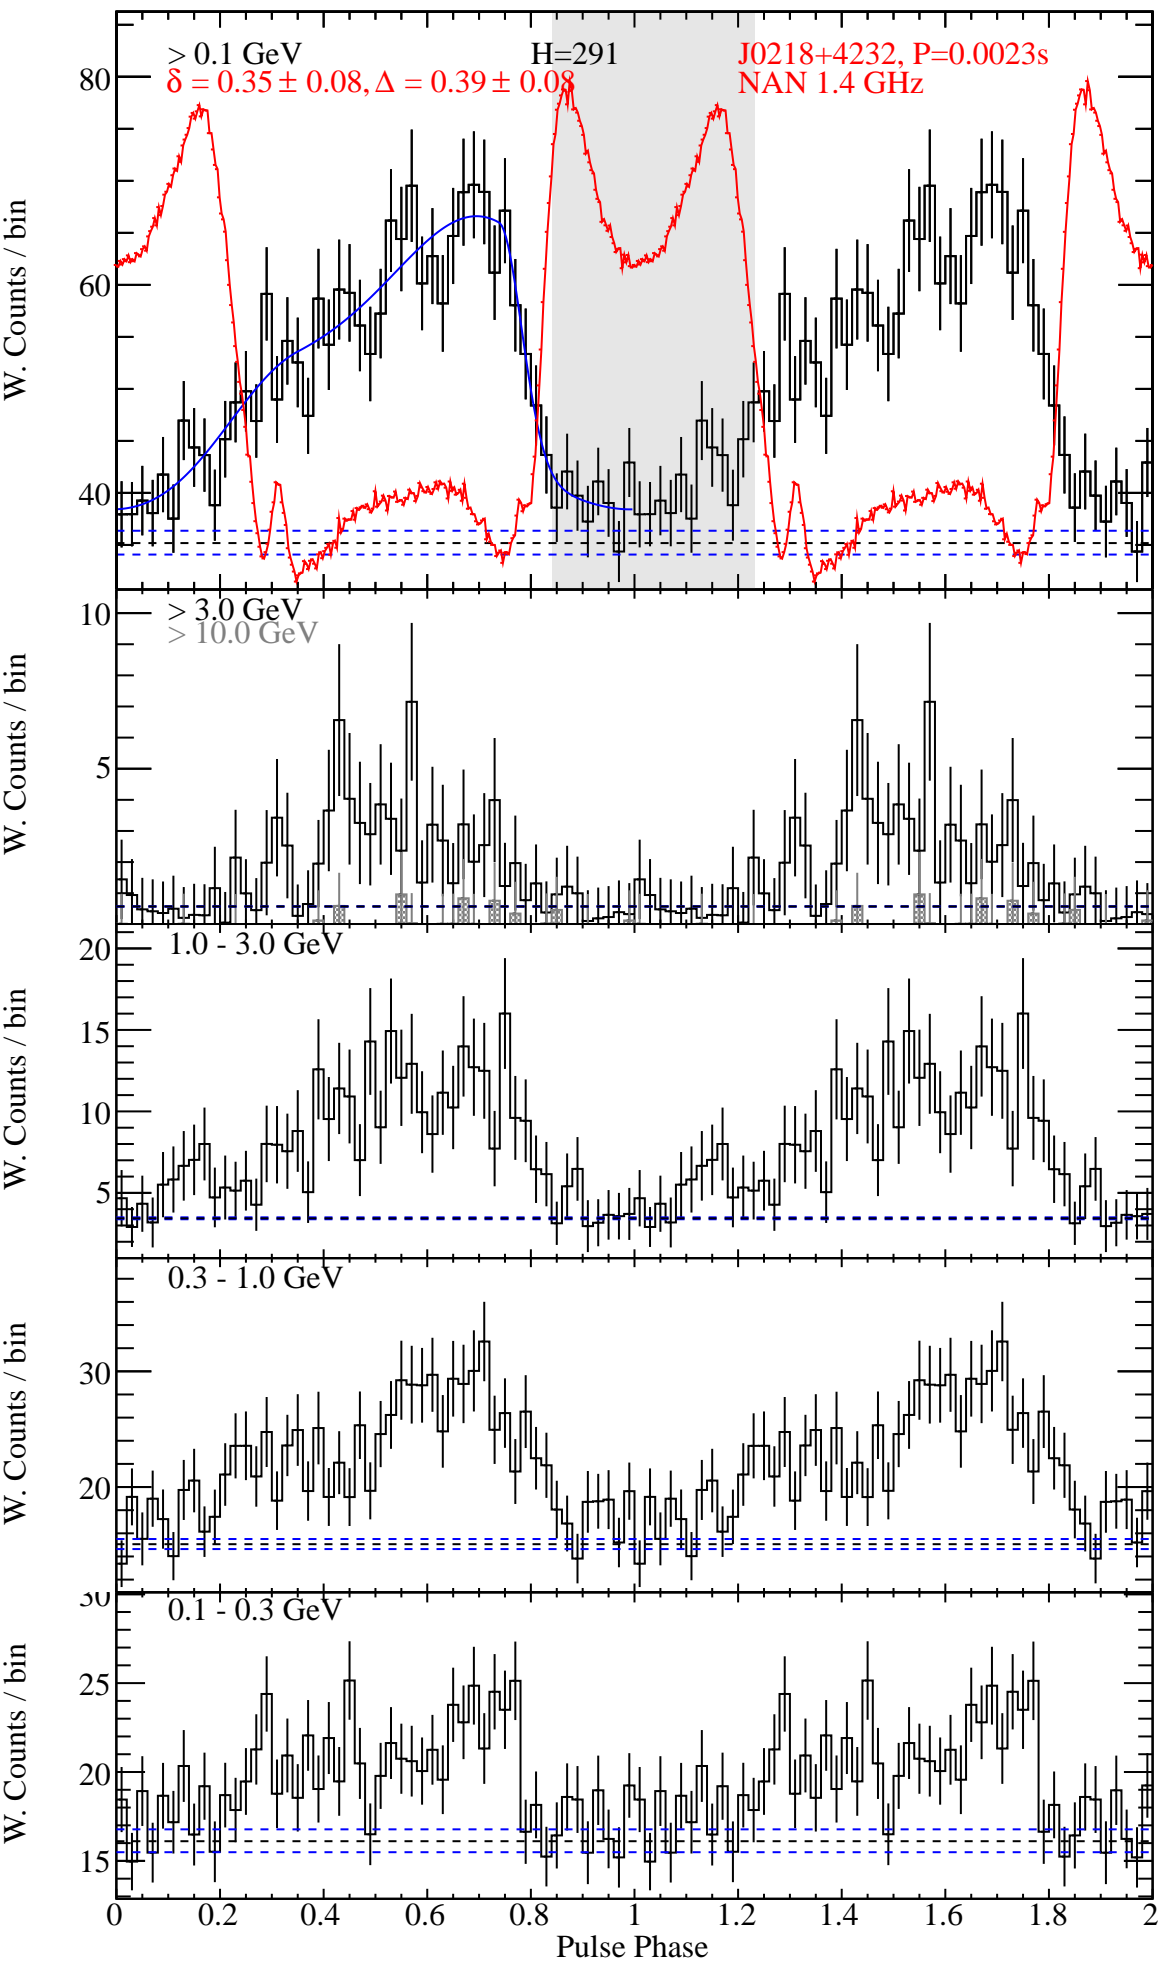 > 0.1 GeV H=291 J0218+4232, P=0.0023s
δ = 0.35 ± 0.08, Δ = 0.39 ± 0.08 NAN 1.4 GHz
80
60
40
W. Counts / bin
> 3.0 GeV
> 10.0 GeV
10
5
W. Counts / bin
1.0 - 3.0 GeV
20
15
10
5
W. Counts / bin
0.3 - 1.0 GeV
30
20
W. Counts / bin
0.1 - 0.3 GeV
30
25
20
15
W. Counts / bin
0 0.2 0.4 0.6 0.8 1 1.2 1.4 1.6 1.8 2
Pulse Phase